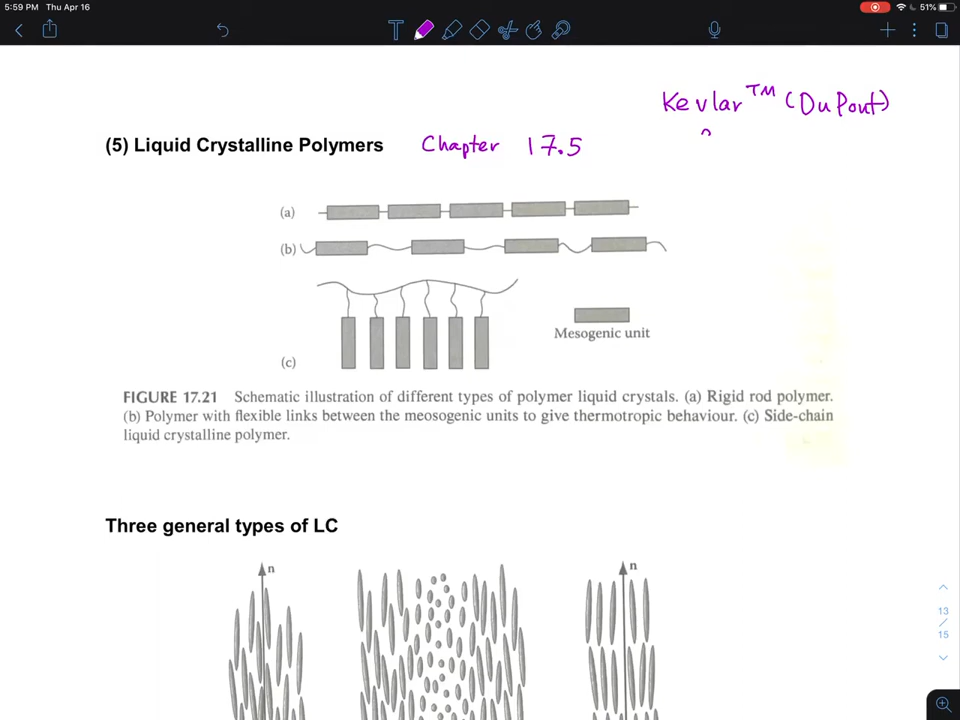 5:59 PM Thu Apr 16
51%
T
Kevlar™ (DuPont)
(5) Liquid Crystalline Polymers Chapter 17.5
(a)
(b)
Mesogenic unit
(c)
FIGURE 17.21 Schematic illustration of different types of polymer liquid crystals. (a) Rigid rod polymer.
(b) Polymer with flexible links between the meosogenic units to give thermotropic behaviour. (c) Side-chain
liquid crystalline polymer.
Three general types of LC
n
n
13
/
15